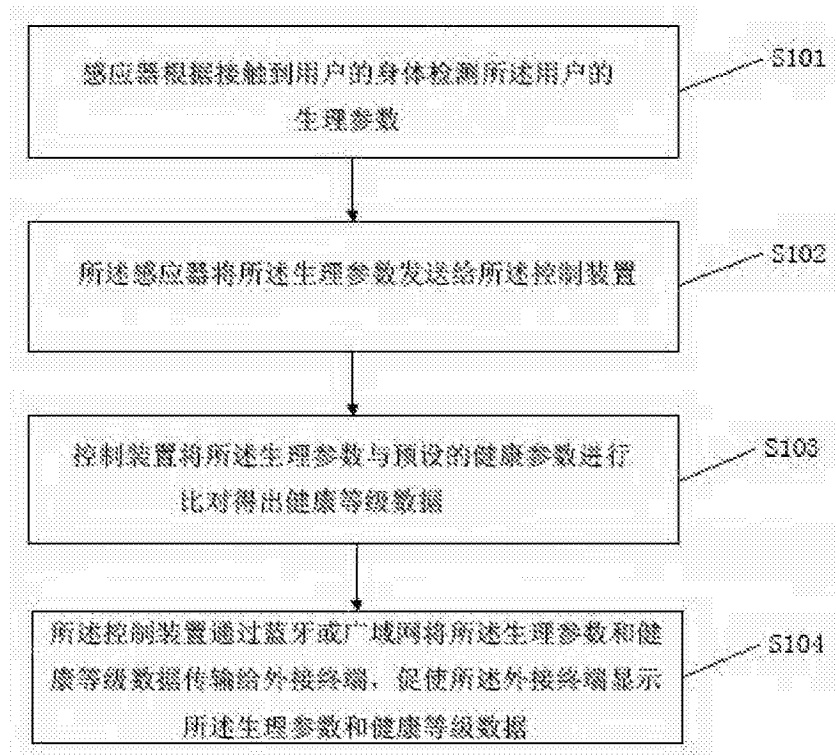 感应器根据接触到用户的身体检测所述用户的
生理参数
S101
所述感应器将所述生理参数发送给所述控制装置
S102
控制装置将所述生理参数与预设的健康参数进行
比对得出健康等级数据
S103
所述控制装置通过蓝牙或广域网将所述生理参数和健
康等级数据传输给外接终端，促使所述外接终端显示
所述生理参数和健康等级数据
S104